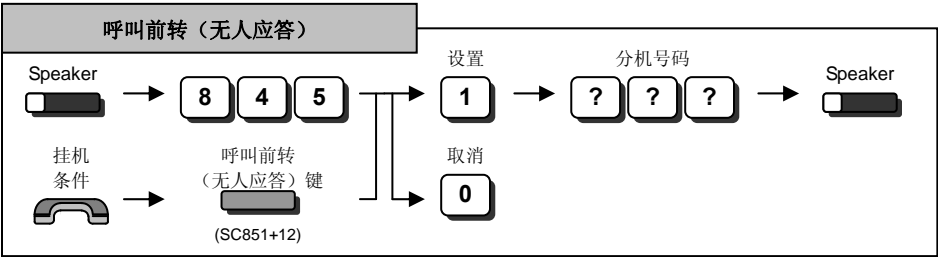 呼叫前转（无人应答）
Speaker
8 4 5
设置
1
分机号码
? ? ?
Speaker
挂机
条件
呼叫前转
（无人应答）键
(SC851+12)
取消
0